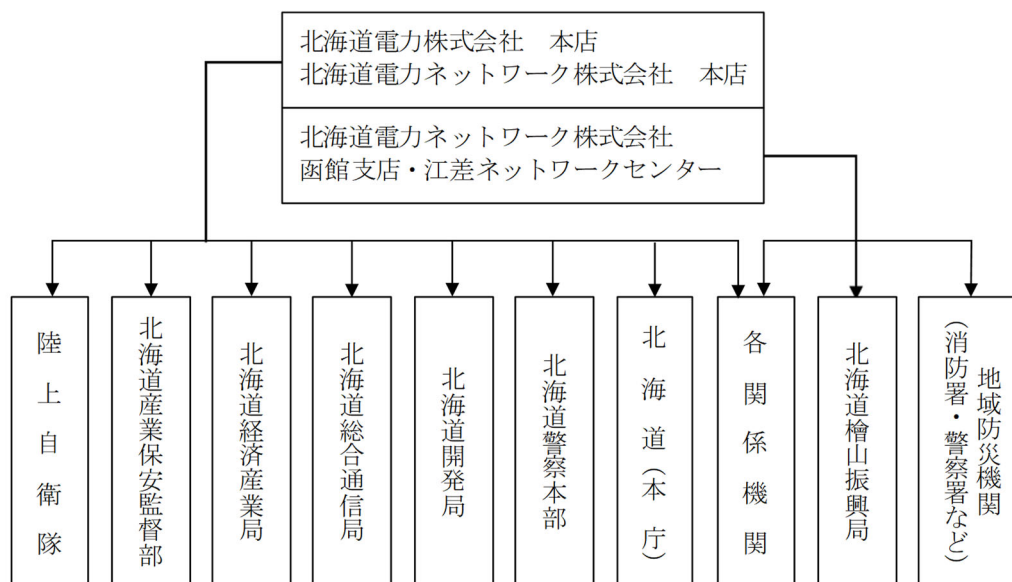 北海道電力株式会社　本店
北海道電力ネットワーク株式会社　本店
北海道電力ネットワーク株式会社
函館支店・江差ネットワークセンター
陸上自衛隊
北海道産業保安監督部
北海道経済産業局
北海道総合通信局
北海道開発局
北海道警察本部
北海道（本庁）
各関係機関
北海道檜山振興局
地域防災機関
（消防署・警察署など）